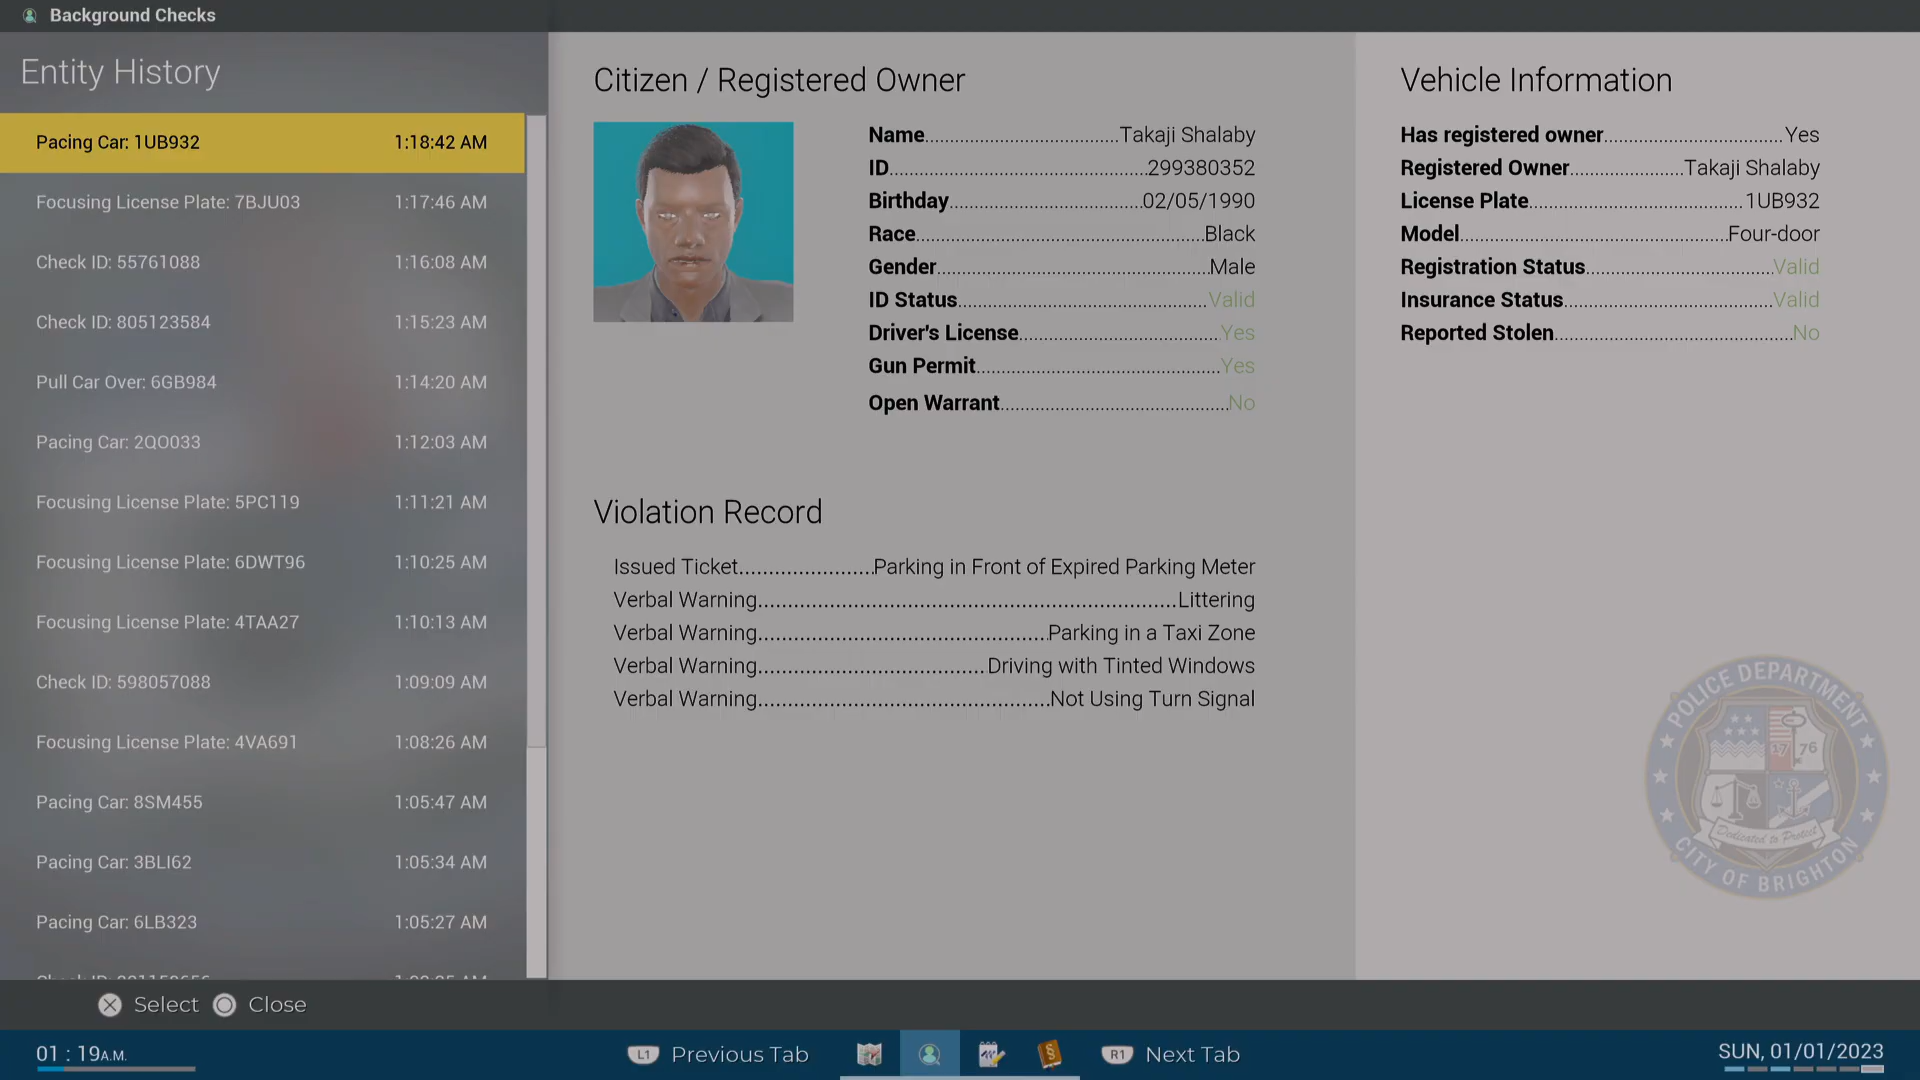 Background Checks
Entity History
Pacing Car: 1UB932 1:18:42 AM
Focusing License Plate: 7BJU03 1:17:46 AM
Check ID: 55761088 1:16:08 AM
Check ID: 805123584 1:15:23 AM
Pull Car Over: 6GB984 1:14:20 AM
Pacing Car: 2QO033 1:12:03 AM
Focusing License Plate: 5PC119 1:11:21 AM
Focusing License Plate: 6DWT96 1:10:25 AM
Focusing License Plate: 4TAA27 1:10:13 AM
Check ID: 598057088 1:09:09 AM
Focusing License Plate: 4VA691 1:08:26 AM
Pacing Car: 8SM455 1:05:47 AM
Pacing Car: 3BLI62 1:05:34 AM
Pacing Car: 6LB323 1:05:27 AM
Check ID:
Select Close
Citizen / Registered Owner
Name Takaji Shalaby
ID 299380352
Birthday 02/05/1990
Race Black
Gender Male
ID Status Valid
Driver's License Yes
Gun Permit Yes
Open Warrant No
Violation Record
Issued Ticket Parking in Front of Expired Parking Meter
Verbal Warning Littering
Verbal Warning Parking in a Taxi Zone
Verbal Warning Driving with Tinted Windows
Verbal Warning Not Using Turn Signal
Vehicle Information
Has registered owner Yes
Registered Owner Takaji Shalaby
License Plate 1UB932
Model Four-door
Registration Status Valid
Insurance Status Valid
Reported Stolen No
POLICE DEPARTMENT
17 76
Dedicated to Protect
CITY OF BRIGHTON
01 : 19 A.M.
L1 Previous Tab
R1 Next Tab
SUN, 01/01/2023